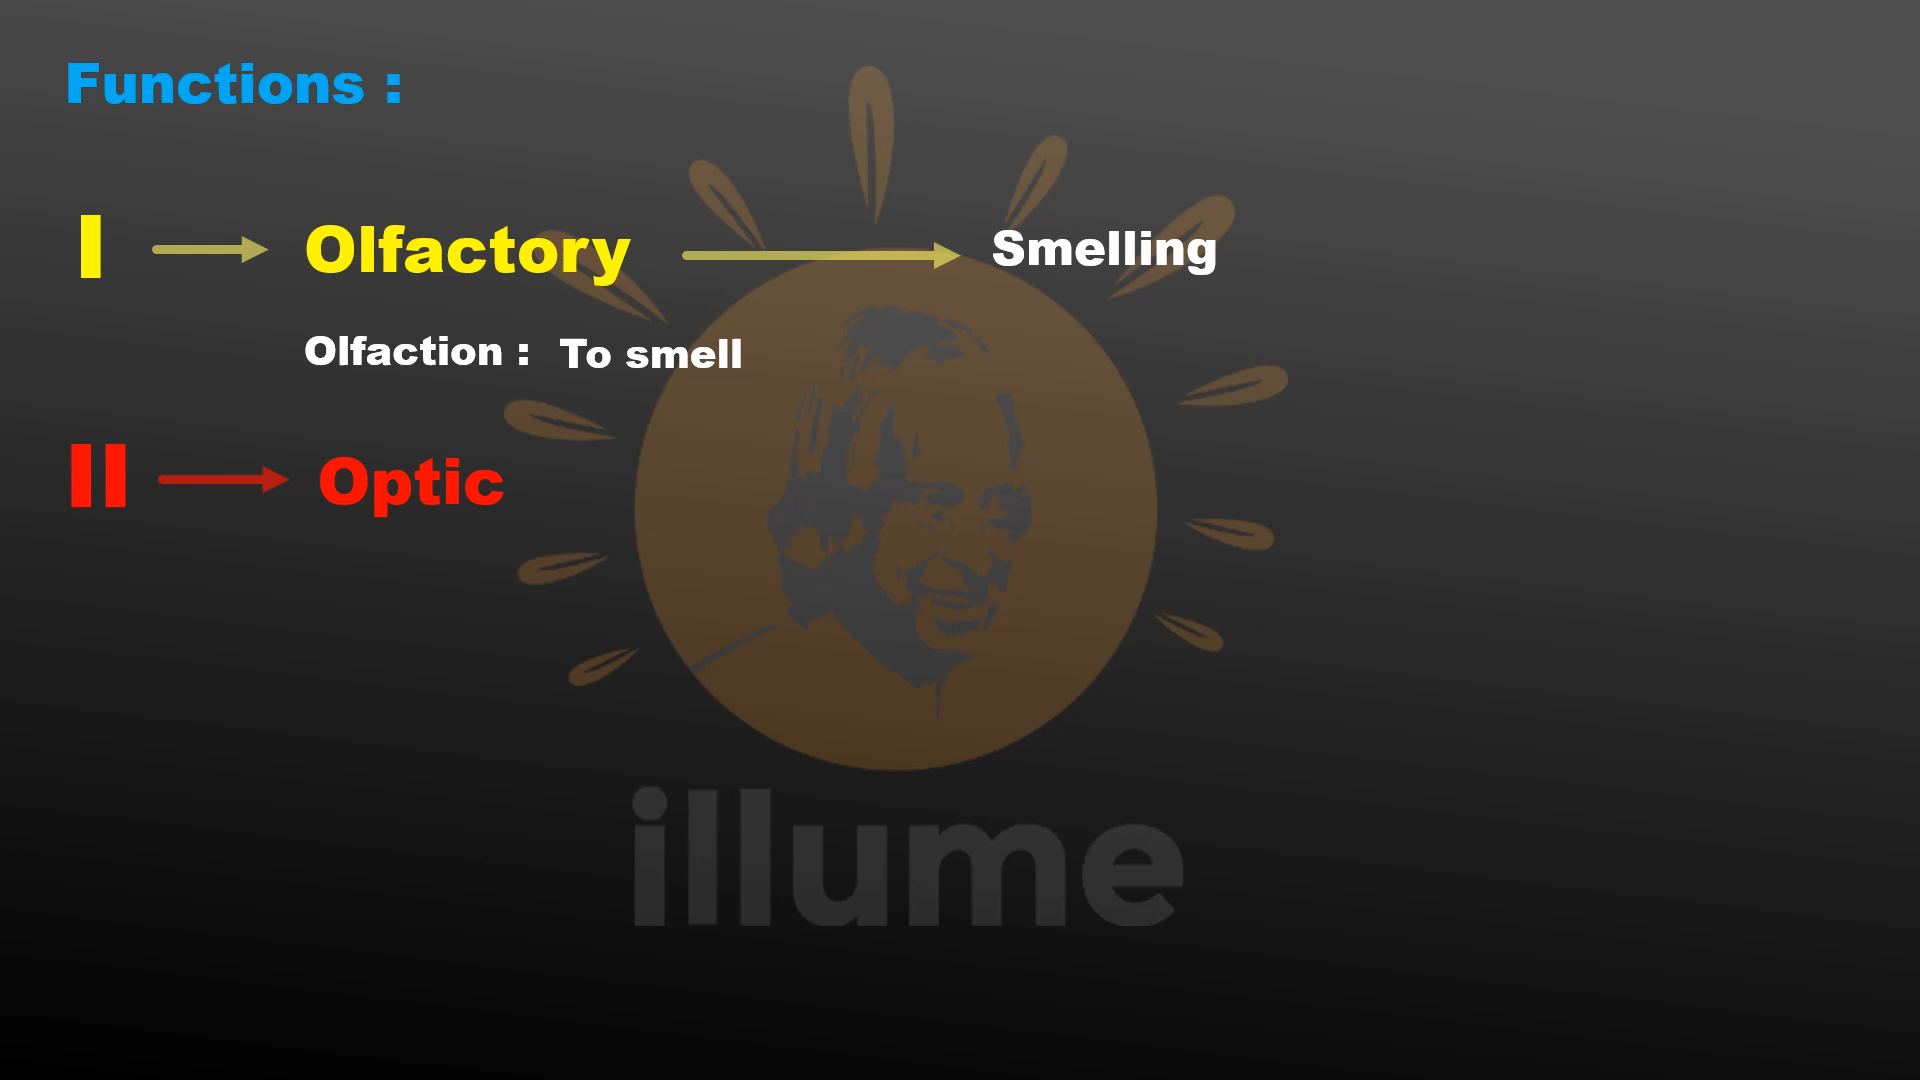 Functions :
I Olfactory Smelling
Olfaction : To smell
II Optic
illume